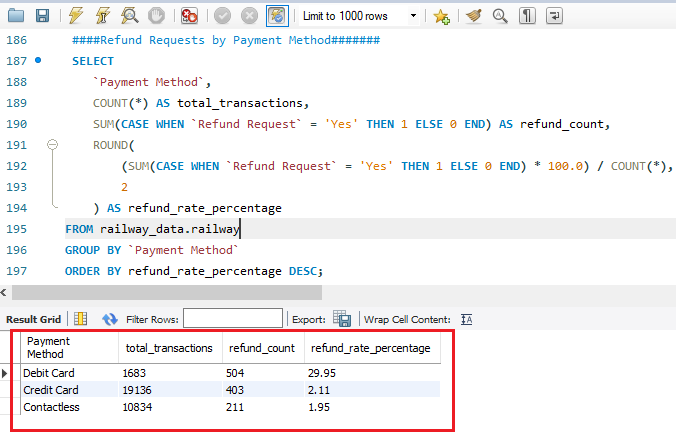 Limit to 1000 rows
186 ####Refund Requests by Payment Method#######
187 SELECT
188 `Payment Method`,
189 COUNT(*) AS total_transactions,
190 SUM(CASE WHEN `Refund Request` = 'Yes' THEN 1 ELSE 0 END) AS refund_count,
191 ROUND(
192 (SUM(CASE WHEN `Refund Request` = 'Yes' THEN 1 ELSE 0 END) * 100.0) / COUNT(*),
193 2
194 ) AS refund_rate_percentage
195 FROM railway_data.railway
196 GROUP BY `Payment Method`
197 ORDER BY refund_rate_percentage DESC;
Result Grid Filter Rows: Export: Wrap Cell Content:
Payment
Method total_transactions refund_count refund_rate_percentage
Debit Card 1683 504 29.95
Credit Card 19136 403 2.11
Contactless 10834 211 1.95